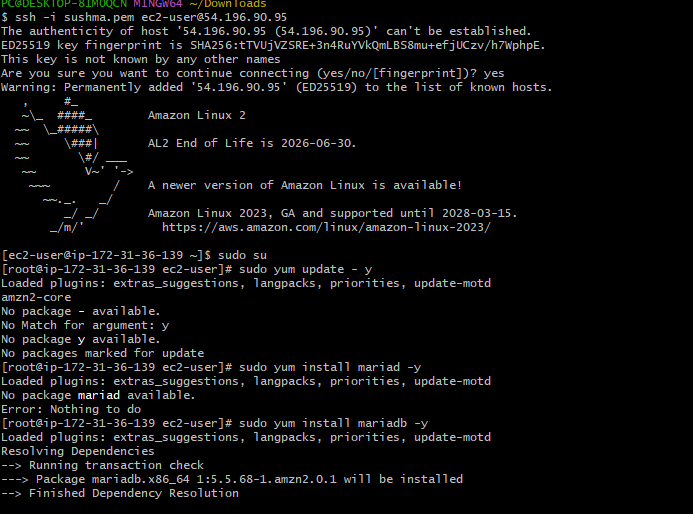 PC@DESKTOP-81M0QCN MINGW64 ~/Downloads
$ ssh -i sushma.pem ec2-user@54.196.90.95
The authenticity of host '54.196.90.95 (54.196.90.95)' can't be established.
ED25519 key fingerprint is SHA256:tTVUjVZSRE+3n4RuYVkQmLBS8mu+efjUCzv/h7WphpE.
This key is not known by any other names
Are you sure you want to continue connecting (yes/no/[fingerprint])? yes
Warning: Permanently added '54.196.90.95' (ED25519) to the list of known hosts.
   ,     #_
   ~\_  ####_        Amazon Linux 2
  ~~  \_#####\
  ~~     \###|       AL2 End of Life is 2026-06-30.
  ~~       \#/ ___
   ~~       V~' '->
    ~~~         /    A newer version of Amazon Linux is available!
      ~~._.   _/
         _/ _/       Amazon Linux 2023, GA and supported until 2028-03-15.
       _/m/'           https://aws.amazon.com/linux/amazon-linux-2023/
[ec2-user@ip-172-31-36-139 ~]$ sudo su
[root@ip-172-31-36-139 ec2-user]# sudo yum update - y
Loaded plugins: extras_suggestions, langpacks, priorities, update-motd
amzn2-core
No package - available.
No Match for argument: y
No package y available.
No packages marked for update
[root@ip-172-31-36-139 ec2-user]# sudo yum install mariad -y
Loaded plugins: extras_suggestions, langpacks, priorities, update-motd
No package mariad available.
Error: Nothing to do
[root@ip-172-31-36-139 ec2-user]# sudo yum install mariadb -y
Loaded plugins: extras_suggestions, langpacks, priorities, update-motd
Resolving Dependencies
--> Running transaction check
---> Package mariadb.x86_64 1:5.5.68-1.amzn2.0.1 will be installed
--> Finished Dependency Resolution